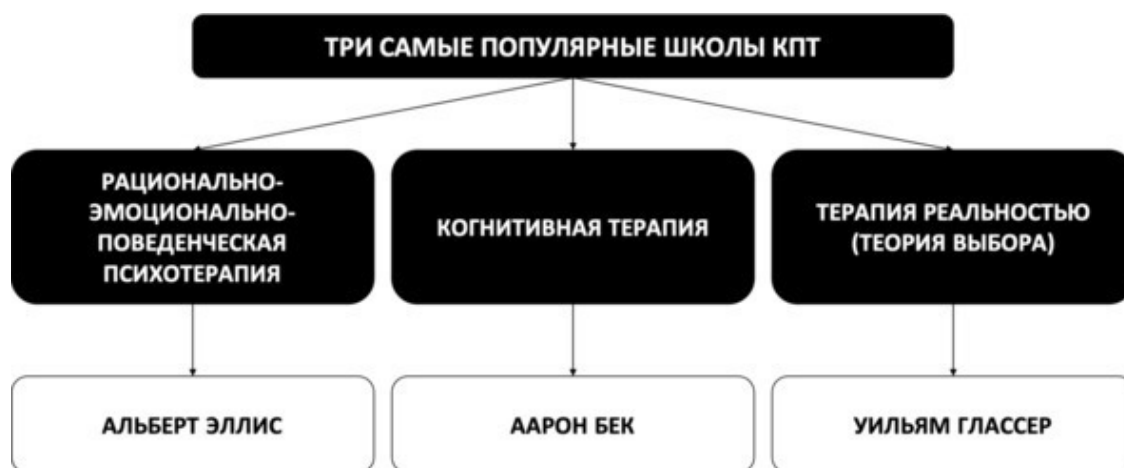 ТРИ САМЫЕ ПОПУЛЯРНЫЕ ШКОЛЫ КПТ
РАЦИОНАЛЬНО-
ЭМОЦИОНАЛЬНО-
ПОВЕДЕНЧЕСКАЯ
ПСИХОТЕРАПИЯ
КОГНИТИВНАЯ ТЕРАПИЯ
ТЕРАПИЯ РЕАЛЬНОСТЬЮ
(ТЕОРИЯ ВЫБОРА)
АЛЬБЕРТ ЭЛЛИС
ААРОН БЕК
УИЛЬЯМ ГЛАССЕР